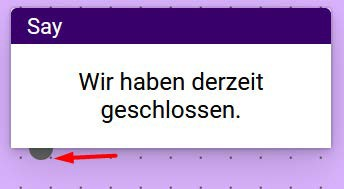 Say
Wir haben derzeit
geschlossen.